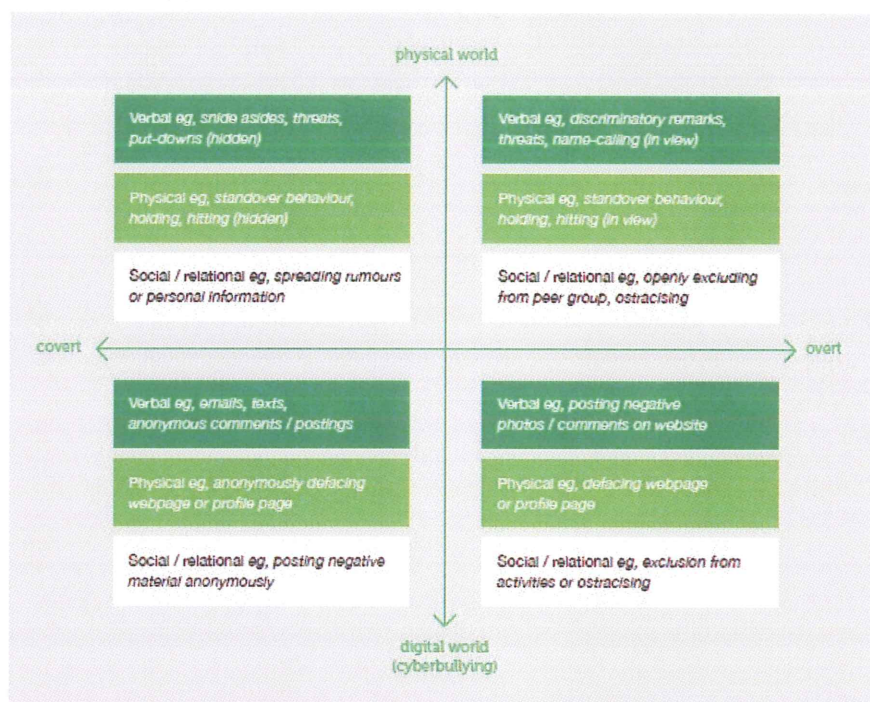 physical world
Verbal eg, snide asides, threats,
put-downs (hidden)
Physical eg, standover behaviour,
holding, hitting (hidden)
Social / relational eg, spreading rumours
or personal information
Verbal eg, discriminatory remarks,
threats, name-calling (in view)
Physical eg, standover behaviour,
holding, hitting (in view)
Social / relational eg, openly excluding
from peer group, ostracising
covert
overt
Verbal eg, emails, texts,
anonymous comments / postings
Physical eg, anonymously defacing
webpage or profile page
Social / relational eg, posting negative
material anonymously
Verbal eg, posting negative
photos / comments on website
Physical eg, defacing webpage
or profile page
Social / relational eg, exclusion from
activities or ostracising
digital world
(cyberbullying)